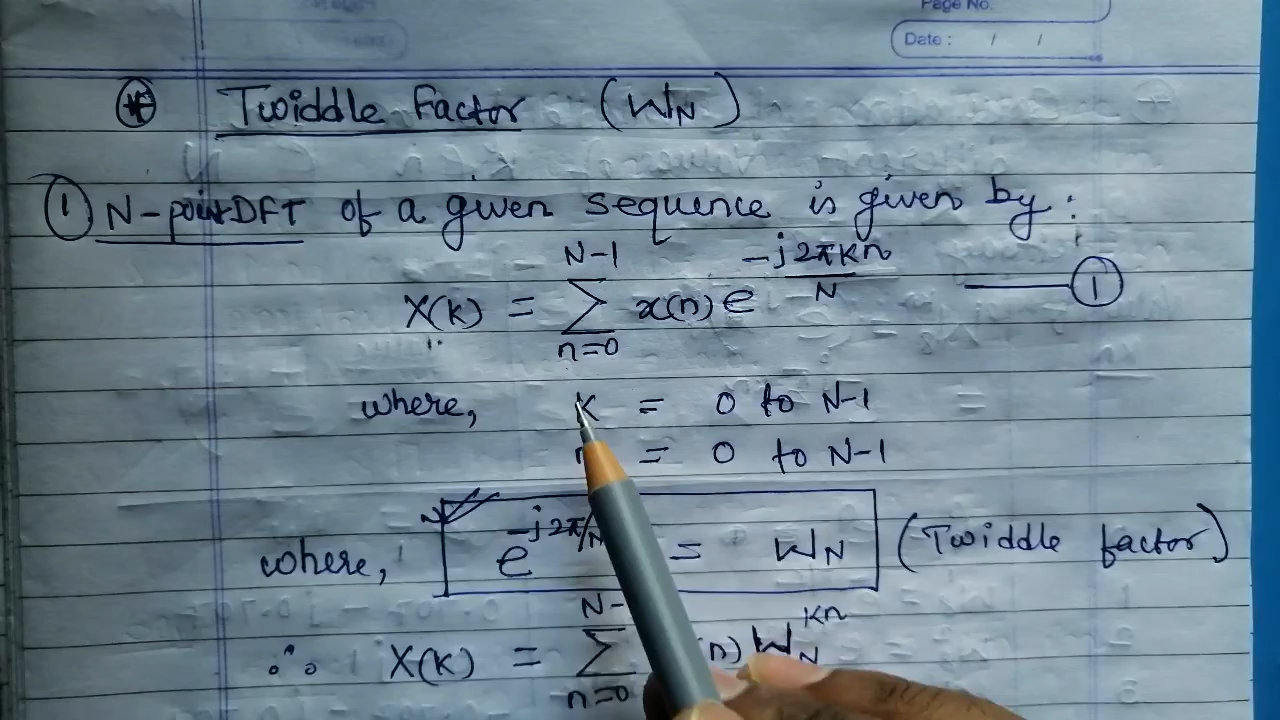 Page No.
Date : / /
* Twiddle Factor (WN)
① N-point DFT of a given sequence is given by :
X(k) = N-1 Σ n=0 x(n) e -j2πkn/N — ①
where, k = 0 to N-1
= 0 to N-1
where, e -j2π/N = WN (Twiddle factor)
∴ X(k) = N- Σ n=0 (n) WN kn